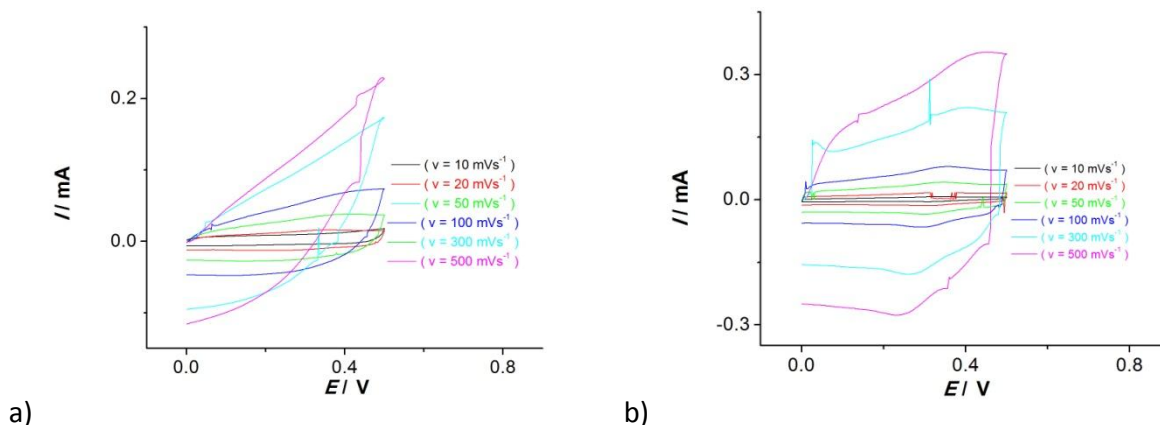 0.2
0.0
I// mA
0.0
0.4
0.8
E/ V
( v = 10 mVs⁻¹ )
( v = 20 mVs⁻¹ )
( v = 50 mVs⁻¹ )
( v = 100 mVs⁻¹ )
( v = 300 mVs⁻¹ )
( v = 500 mVs⁻¹ )
a)
0.3
0.0
-0.3
I// mA
0.0
0.4
0.8
E/ V
( v = 10 mVs⁻¹ )
( v = 20 mVs⁻¹ )
( v = 50 mVs⁻¹ )
( v = 100 mVs⁻¹ )
( v = 300 mVs⁻¹ )
( v = 500 mVs⁻¹ )
b)